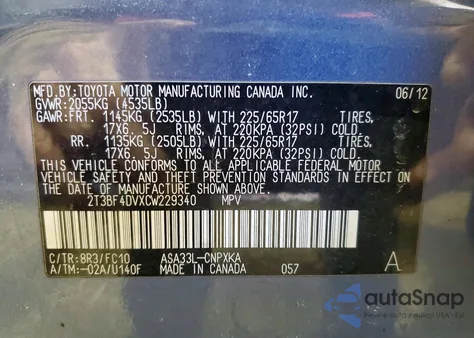 MFD.BY:TOYOTA MOTOR MANUFACTURING CANADA INC. 06/12
GVWR:2055KG (4535LB)
GAWR:FRT. 1145KG (2535LB) WITH 225/65R17
17X6.5J RIMS, AT 220KPA (32PSI) COLD.
RR. 1135KG (2505LB) WITH 225/65R17
17X6.5J RIMS, AT 220KPA (32PSI) COLD.
THIS VEHICLE CONFORMS TO ALL APPLICABLE FEDERAL MOTOR
VEHICLE SAFETY AND THEFT PREVENTION STANDARDS IN EFFECT
ON THE DATE OF MANUFACTURE SHOWN ABOVE.
2T3BF4DVXCW229340 MPV
C/TR:8R3/FC10 ASA33L-CNPXKA
A/TM:-02A/U140F MADE IN CANADA 057 A
autoSnap